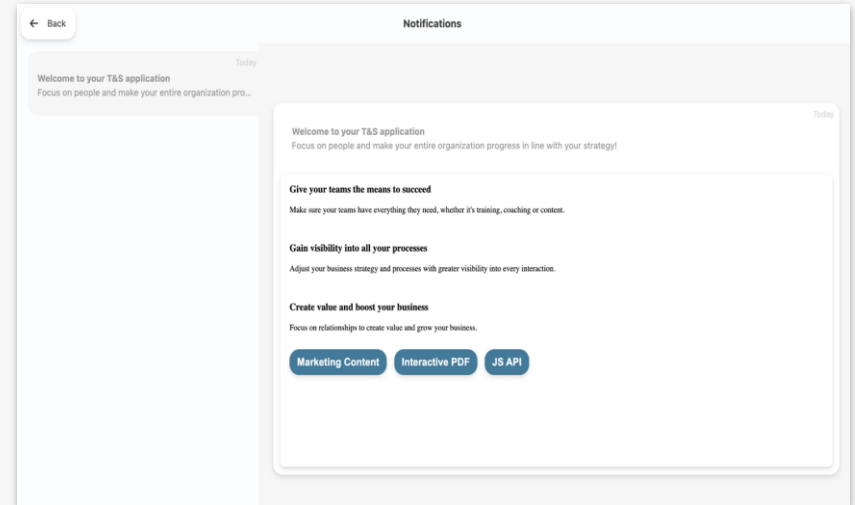 ← Back
Notifications
Today
Welcome to your T&S application
Focus on people and make your entire organization pro...
Today
Welcome to your T&S application
Focus on people and make your entire organization progress in line with your strategy!
Give your teams the means to succeed
Make sure your teams have everything they need, whether it's training, coaching or content.
Gain visibility into all your processes
Adjust your business strategy and processes with greater visibility into every interaction.
Create value and boost your business
Focus on relationships to create value and grow your business.
Marketing Content Interactive PDF JS API